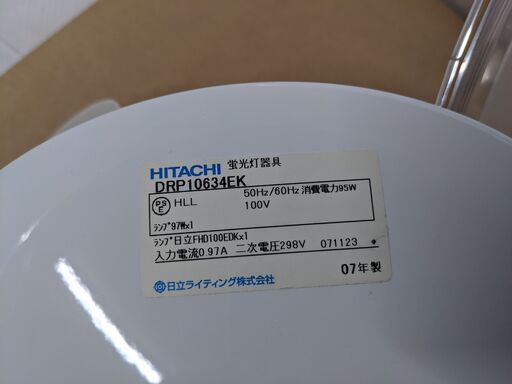 HITACHI 蛍光灯器具
DRP10634EK
PSE HLL 50Hz/60Hz 消費電力95W
100V
ﾗﾝﾌﾟ97W×1
ﾗﾝﾌﾟ日立FHD100EDK×1
入力電流0.97A 二次電圧298V 071123 *
07年製
日立ライティング株式会社